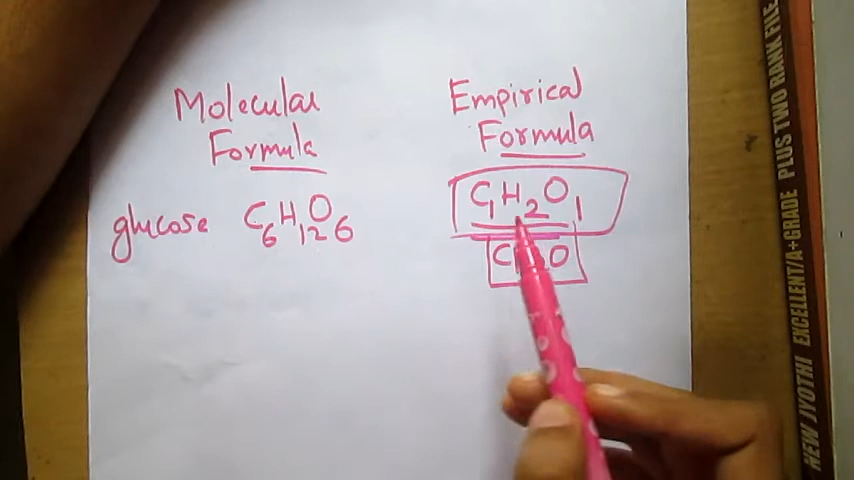 Molecular
Formula
glucose C6H12O6
Empirical
Formula
C1H2O1
NEW JYOTHI EXCELLENT/A+GRADE PLUS TWO RANK FILE